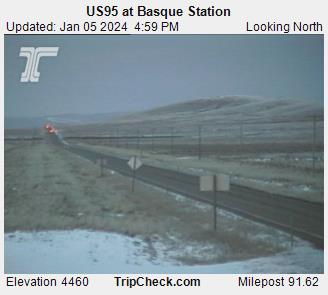 US95 at Basque Station
Updated: Jan 05 2024 4:59 PM Looking North
Elevation 4460 TripCheck.com Milepost 91.62